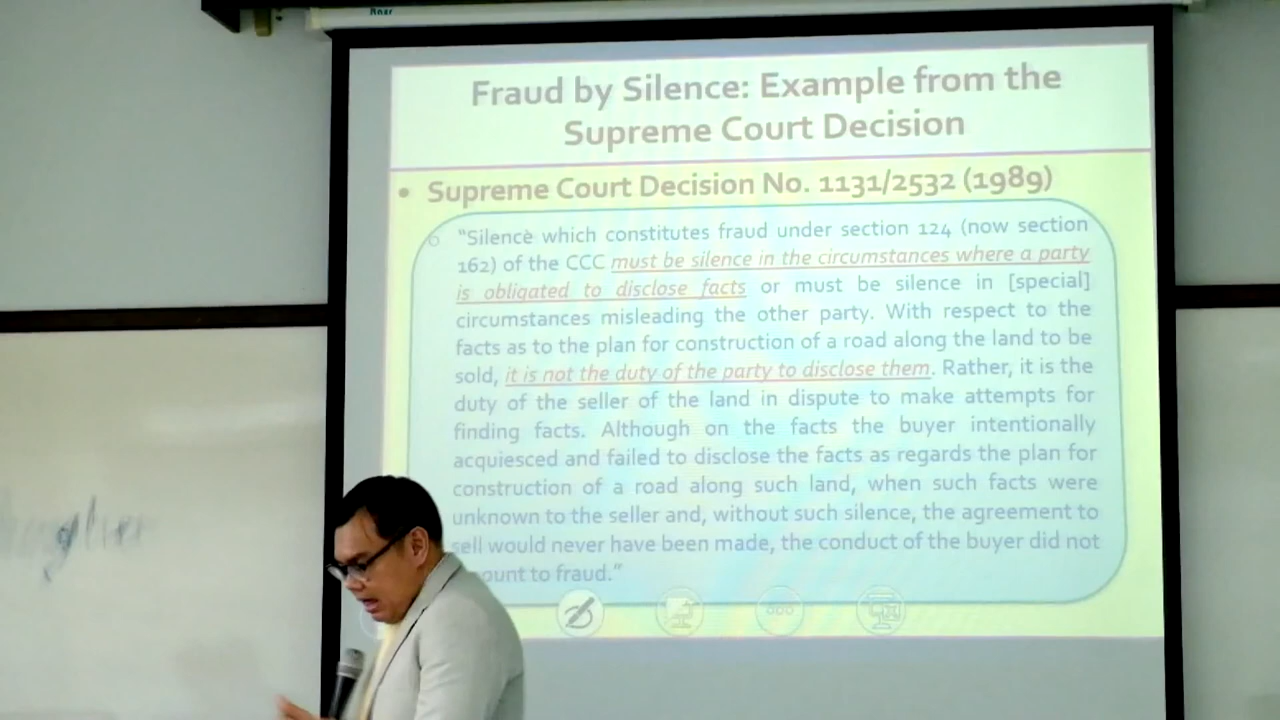 Fraud by Silence: Example from the
Supreme Court Decision
• Supreme Court Decision No. 1131/2532 (1989)
"Silence which constitutes fraud under section 124 (now section
162) of the CCC must be silence in the circumstances where a party
is obligated to disclose facts or must be silence in [special]
circumstances misleading the other party. With respect to the
facts as to the plan for construction of a road along the land to be
sold, it is not the duty of the party to disclose them. Rather, it is the
duty of the seller of the land in dispute to make attempts for
finding facts. Although on the facts the buyer intentionally
acquiesced and failed to disclose the facts as regards the plan for
construction of a road along such land, when such facts were
unknown to the seller and, without such silence, the agreement to
sell would never have been made, the conduct of the buyer did not
ount to fraud."